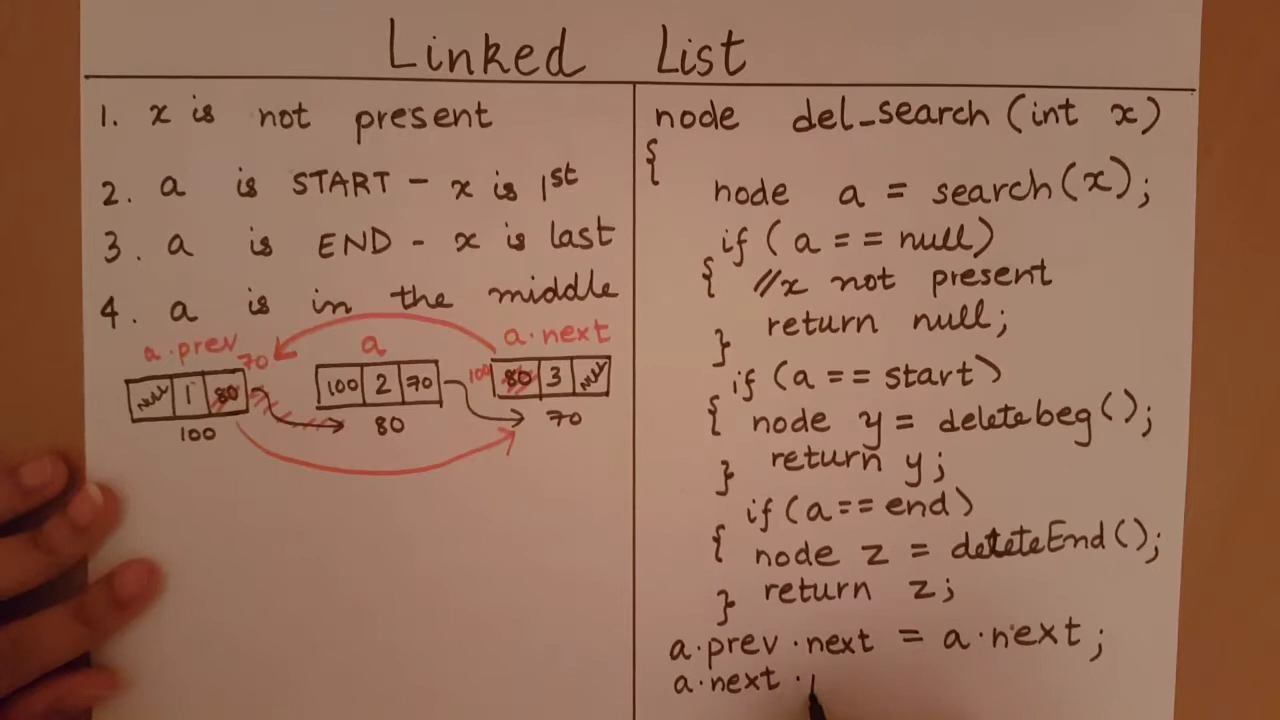 Linked List
1. x is not present
2. a is START - x is 1st
3. a is END - x is last
4. a is in the middle
a.prev a a.next
70 100
null 1 80 100 2 70 80 3 null
100 80 70
node del_search (int x)
{
node a = search(x);
if (a == null)
{ //x not present
return null;
}
if (a == start)
{ node y = deletebeg();
return y;
}
if (a == end)
{ node z = deleteEnd();
return z;
}
a.prev.next = a.next;
a.next.